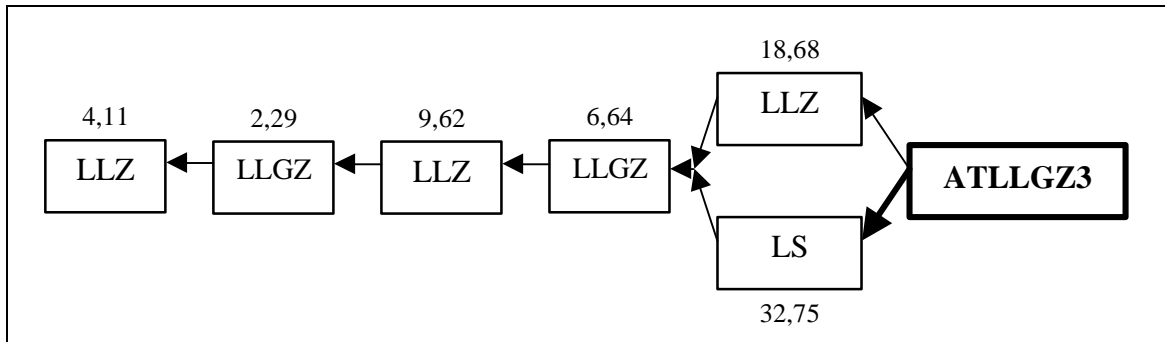 18,68
LLZ
4,11
2,29
9,62
6,64
LLZ
LLGZ
LLZ
LLGZ
ATLLGZ3
LS
32,75